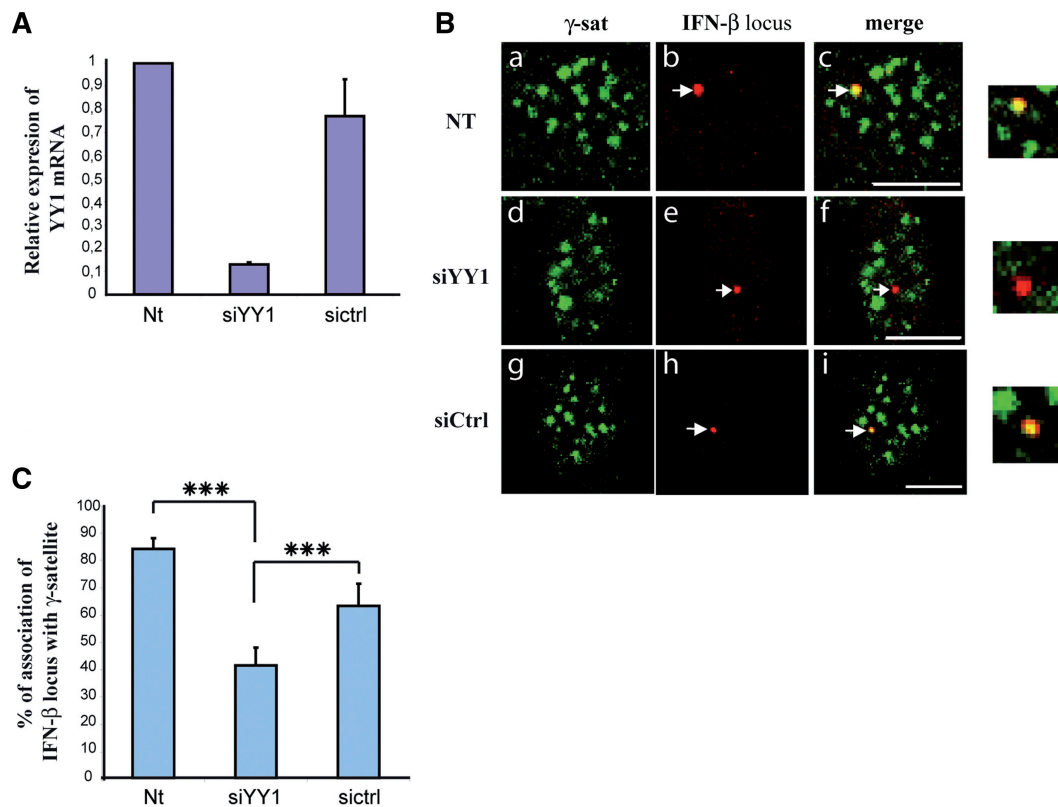 A
Relative expresion of
YY1 mRNA
1
0,9
0,8
0,7
0,6
0,5
0,4
0,3
0,2
0,1
0
Nt siYY1 sictrl
B
γ-sat IFN-β locus merge
NT
a b c
siYY1
d e f
siCtrl
g h i
C
% of association of
IFN-β locus with γ-satellite
100
90
80
70
60
50
40
30
20
10
0
*** ***
Nt siYY1 sictrl